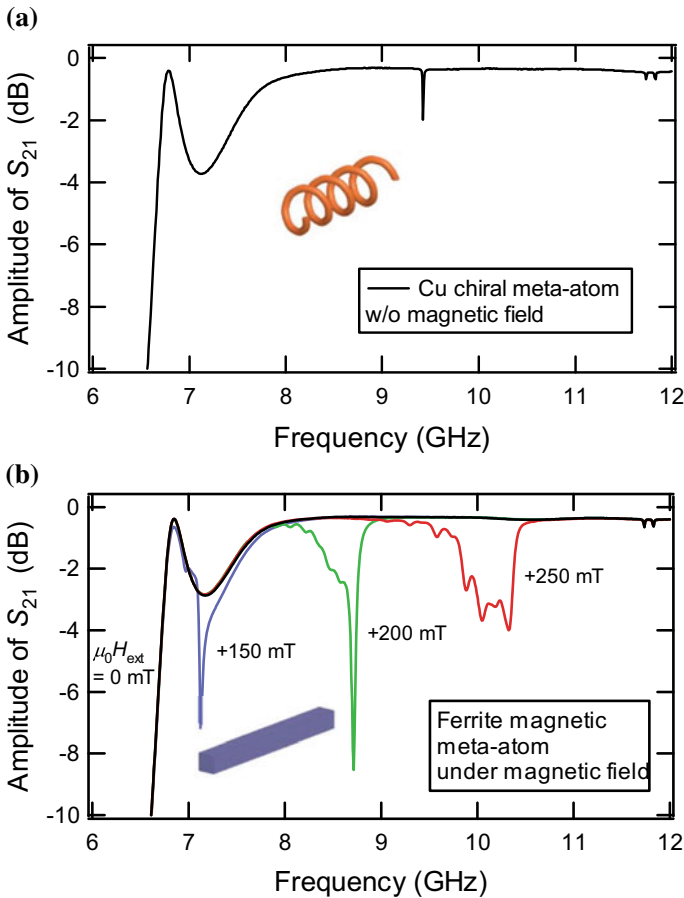 (a)
0
-2
-4
-6
-8
-10
Amplitude of S21 (dB)
Cu chiral meta-atom
w/o magnetic field
6 7 8 9 10 11 12
Frequency (GHz)
(b)
0
-2
-4
-6
-8
-10
Amplitude of S21 (dB)
μ0Hext
= 0 mT
+150 mT
+200 mT
+250 mT
Ferrite magnetic
meta-atom
under magnetic field
6 7 8 9 10 11 12
Frequency (GHz)